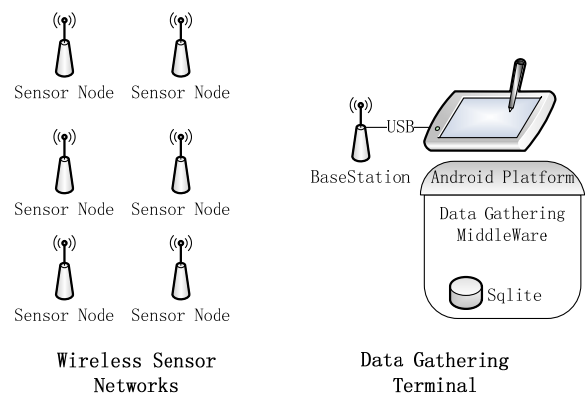 Sensor Node Sensor Node
USB
BaseStation
Sensor Node Sensor Node
Sensor Node Sensor Node
Android Platform
Data Gathering
MiddleWare
Sqlite
Wireless Sensor
Networks
Data Gathering
Terminal